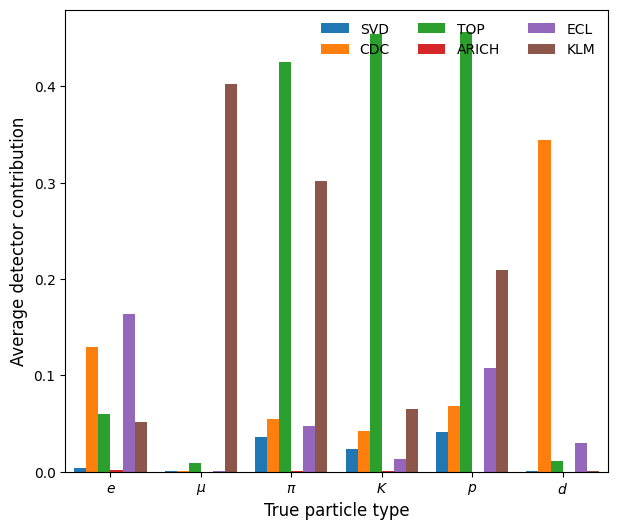 SVD TOP ECL
CDC ARICH KLM
Average detector contribution
0.4
0.3
0.2
0.1
0.0
e μ π K p d
True particle type